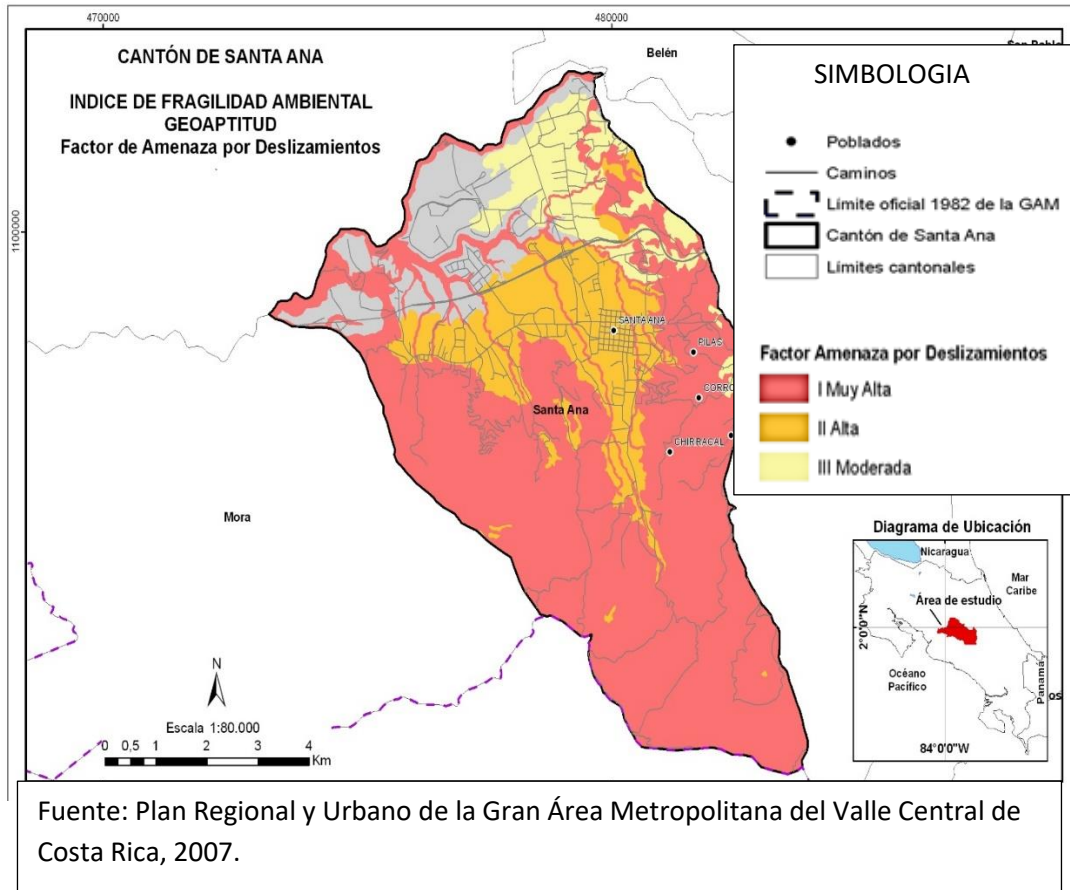 470000
480000
1100000
CANTÓN DE SANTA ANA
INDICE DE FRAGILIDAD AMBIENTAL
GEOAPTITUD
Factor de Amenaza por Deslizamientos
Belén
SANTA ANA
PILAS
CORRO
Santa Ana
CHIRRACAL
Mora
N
Escala 1:80.000
0 0,5 1 2 3 4
Km
SIMBOLOGIA
Poblados
Caminos
Límite oficial 1982 de la GAM
Cantón de Santa Ana
Límites cantonales
Factor Amenaza por Deslizamientos
I Muy Alta
II Alta
III Moderada
Diagrama de Ubicación
Nicaragua
Mar
Caribe
Área de estudio
2°0'0"N
Océano
Pacífico
Panamá
os
84°0'0"W
Fuente: Plan Regional y Urbano de la Gran Área Metropolitana del Valle Central de
Costa Rica, 2007.